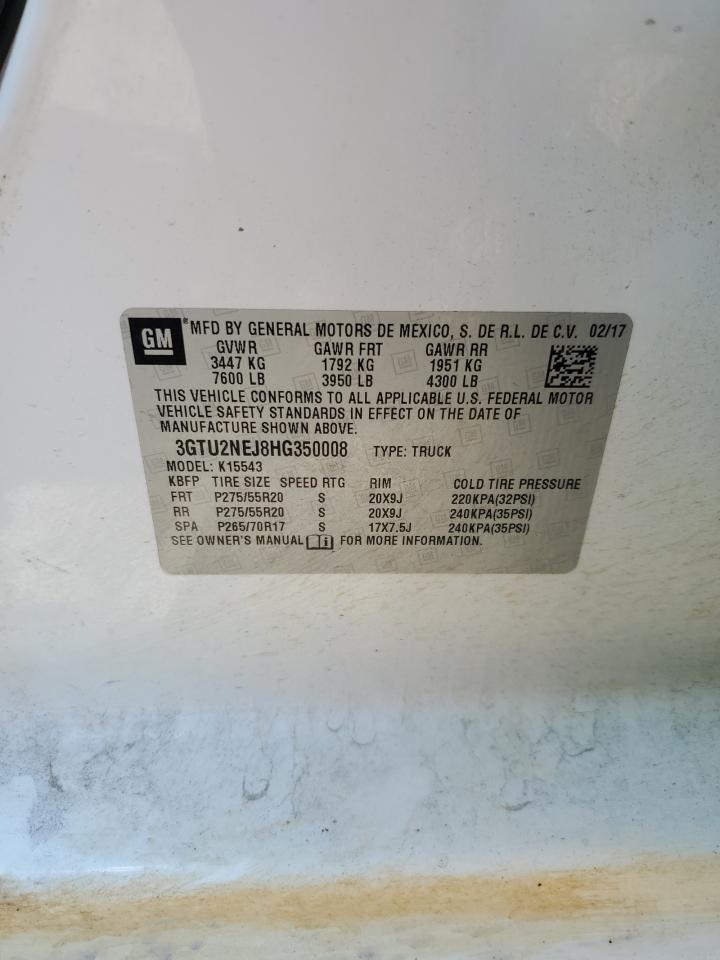 GM *MFD BY GENERAL MOTORS DE MEXICO, S. DE R.L. DE C.V. 02/17
GVWR GAWR FRT GAWR RR
3447 KG 1792 KG 1951 KG
7600 LB 3950 LB 4300 LB
THIS VEHICLE CONFORMS TO ALL APPLICABLE U.S. FEDERAL MOTOR
VEHICLE SAFETY STANDARDS IN EFFECT ON THE DATE OF
MANUFACTURE SHOWN ABOVE.
3GTU2NEJ8HG350008 TYPE: TRUCK
MODEL: K15543
KBFP TIRE SIZE SPEED RTG RIM COLD TIRE PRESSURE
FRT P275/55R20 S 20X9J 220KPA(32PSI)
RR P275/55R20 S 20X9J 240KPA(35PSI)
SPA P265/70R17 S 17X7.5J 240KPA(35PSI)
SEE OWNER'S MANUAL i FOR MORE INFORMATION.